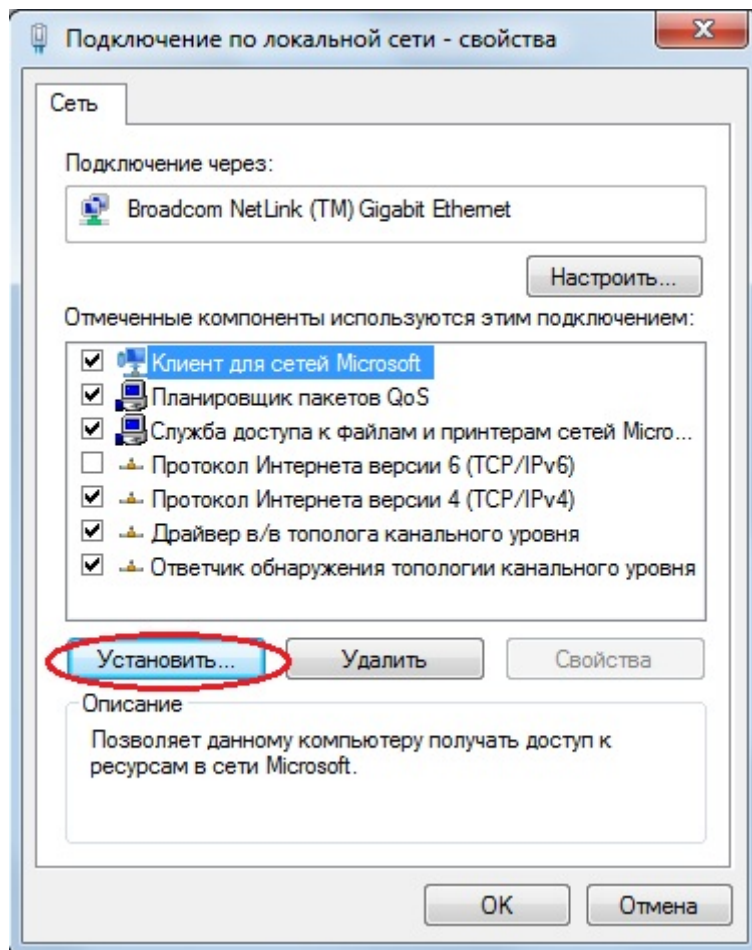 Подключение по локальной сети - свойства
Сеть
Подключение через:
Broadcom NetLink (TM) Gigabit Ethernet
Настроить...
Отмеченные компоненты используются этим подключением:
Клиент для сетей Microsoft
Планировщик пакетов QoS
Служба доступа к файлам и принтерам сетей Micro...
Протокол Интернета версии 6 (TCP/IPv6)
Протокол Интернета версии 4 (TCP/IPv4)
Драйвер в/в тополога канального уровня
Ответчик обнаружения топологии канального уровня
Установить...
Удалить
Свойства
Описание
Позволяет данному компьютеру получать доступ к
ресурсам в сети Microsoft.
OK
Отмена